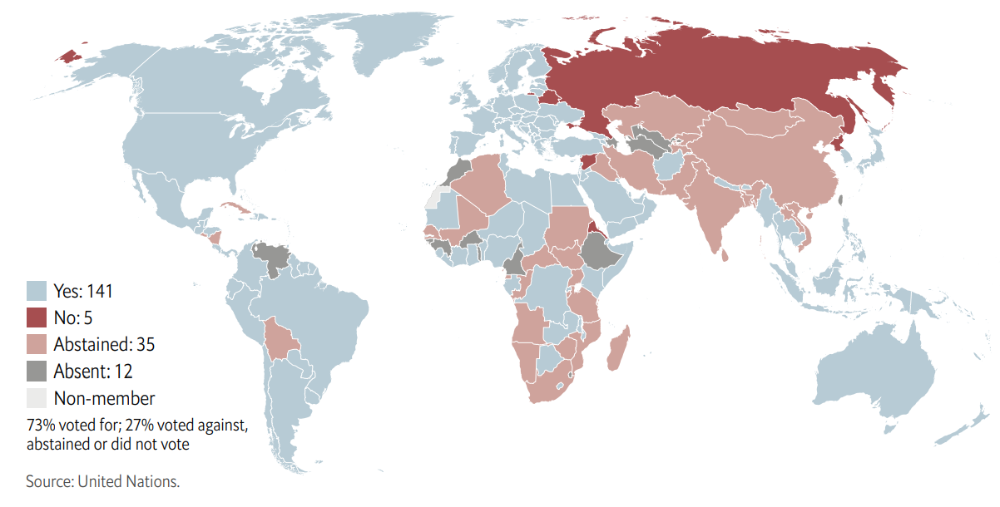 Yes: 141
No: 5
Abstained: 35
Absent: 12
Non-member
73% voted for; 27% voted against,
abstained or did not vote
Source: United Nations.